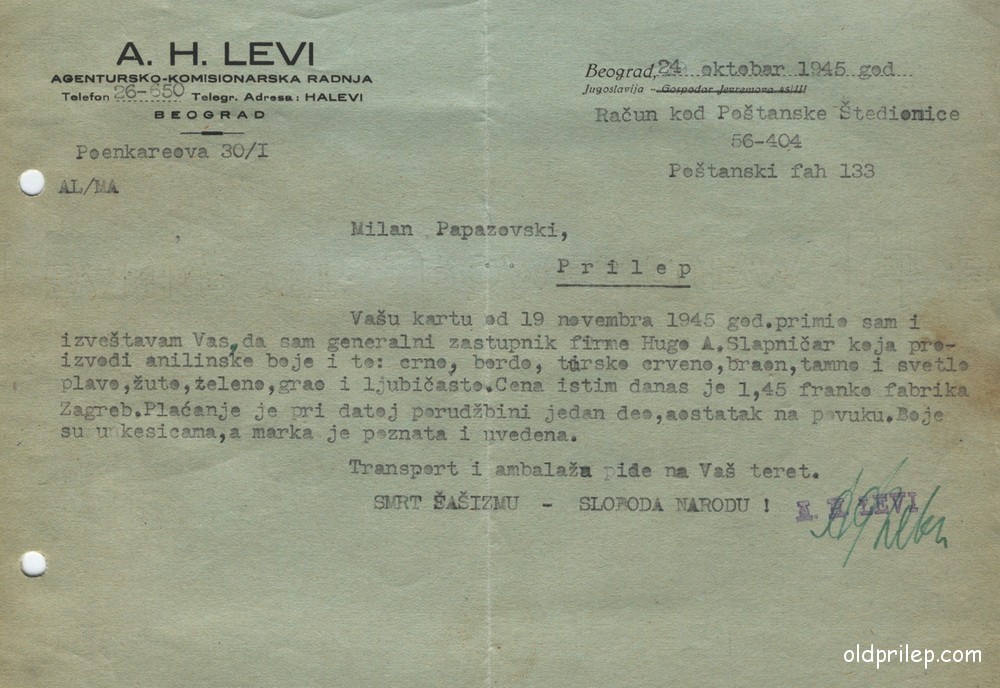 A. H. LEVI
AGENTURSKO-KOMISIONARSKA RADNJA
Telefon 26-650 Telegr. Adresa: HALEVI
BEOGRAD
Poenkareova 30/I
AL/MA
Beograd, 24 oktobar 1945 god
Jugoslavija - Gospodar Jevremova 45/III
Račun kod Poštanske Štedionice
56-404
Poštanski fah 133
Milan Papazovski,
Prilep
Vašu kartu od 19 novembra 1945 god.primio sam i
izveštavam Vas,da sam generalni zastupnik firme Hugo A.Slapničar koja pro-
izvodi anilinske boje i to: crno, bordo, tursko crveno,braon,tamno i svetlo
plavo,žuto,zeleno,grao i ljubičasto.Cena istim danas je 1,45 franko fabrika
Zagreb.Plaćanje je pri datoj porudžbini jedan deo,aostatak na povuku.Boje
su u kesicama,a marka je poznata i uvedena.
Transport i ambalaža pide na Vaš teret.
SMRT ŠAŠIZMU - SLOBODA NARODU !
A. H. LEVI
oldprilep.com